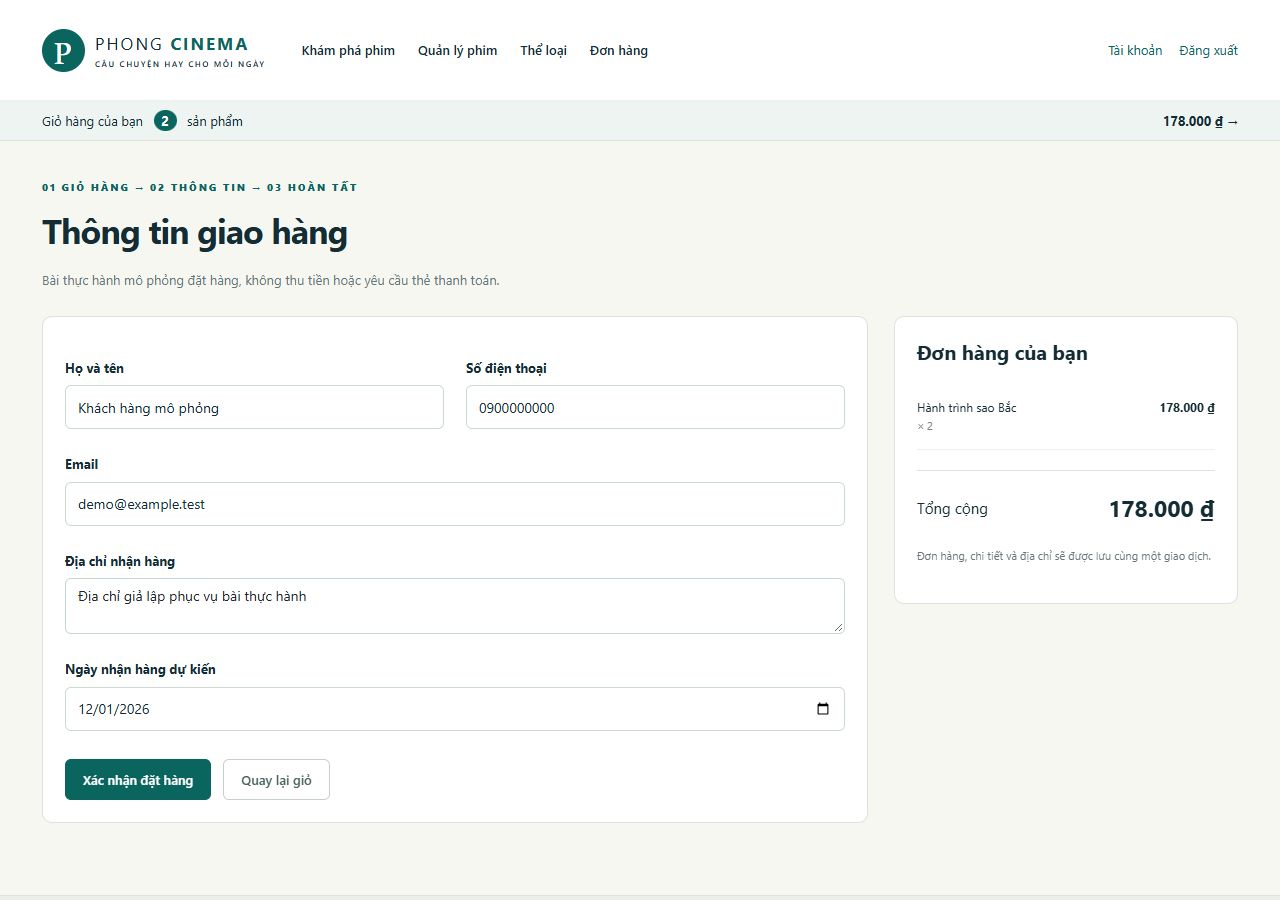 P PHONG CINEMA
CÂU CHUYỆN HAY CHO MỖI NGÀY
Khám phá phim Quản lý phim Thể loại Đơn hàng
Tài khoản Đăng xuất
Giỏ hàng của bạn 2 sản phẩm
178.000 ₫ →
01 GIỎ HÀNG → 02 THÔNG TIN → 03 HOÀN TẤT
Thông tin giao hàng
Bài thực hành mô phỏng đặt hàng, không thu tiền hoặc yêu cầu thẻ thanh toán.
Họ và tên
Khách hàng mô phỏng
Số điện thoại
0900000000
Email
demo@example.test
Địa chỉ nhận hàng
Địa chỉ giả lập phục vụ bài thực hành
Ngày nhận hàng dự kiến
12/01/2026
Xác nhận đặt hàng
Quay lại giỏ
Đơn hàng của bạn
Hành trình sao Bắc 178.000 ₫
× 2
Tổng cộng 178.000 ₫
Đơn hàng, chi tiết và địa chỉ sẽ được lưu cùng một giao dịch.